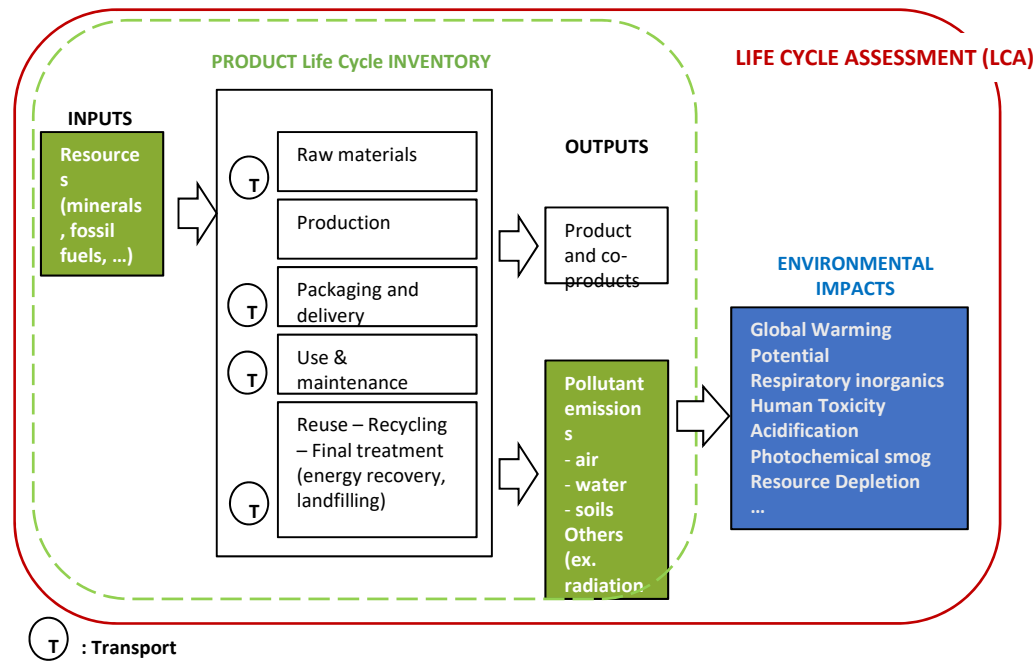 LIFE CYCLE ASSESSMENT (LCA)
PRODUCT Life Cycle INVENTORY
INPUTS
Resource
s
(minerals
, fossil
fuels, ...)
T
Raw materials
Production
T
Packaging and
delivery
T
Use &
maintenance
T
Reuse – Recycling
– Final treatment
(energy recovery,
landfilling)
OUTPUTS
Product
and co-
products
Pollutant
emission
s
- air
- water
- soils
Others
(ex.
radiation
ENVIRONMENTAL
IMPACTS
Global Warming
Potential
Respiratory inorganics
Human Toxicity
Acidification
Photochemical smog
Resource Depletion
...
T : Transport